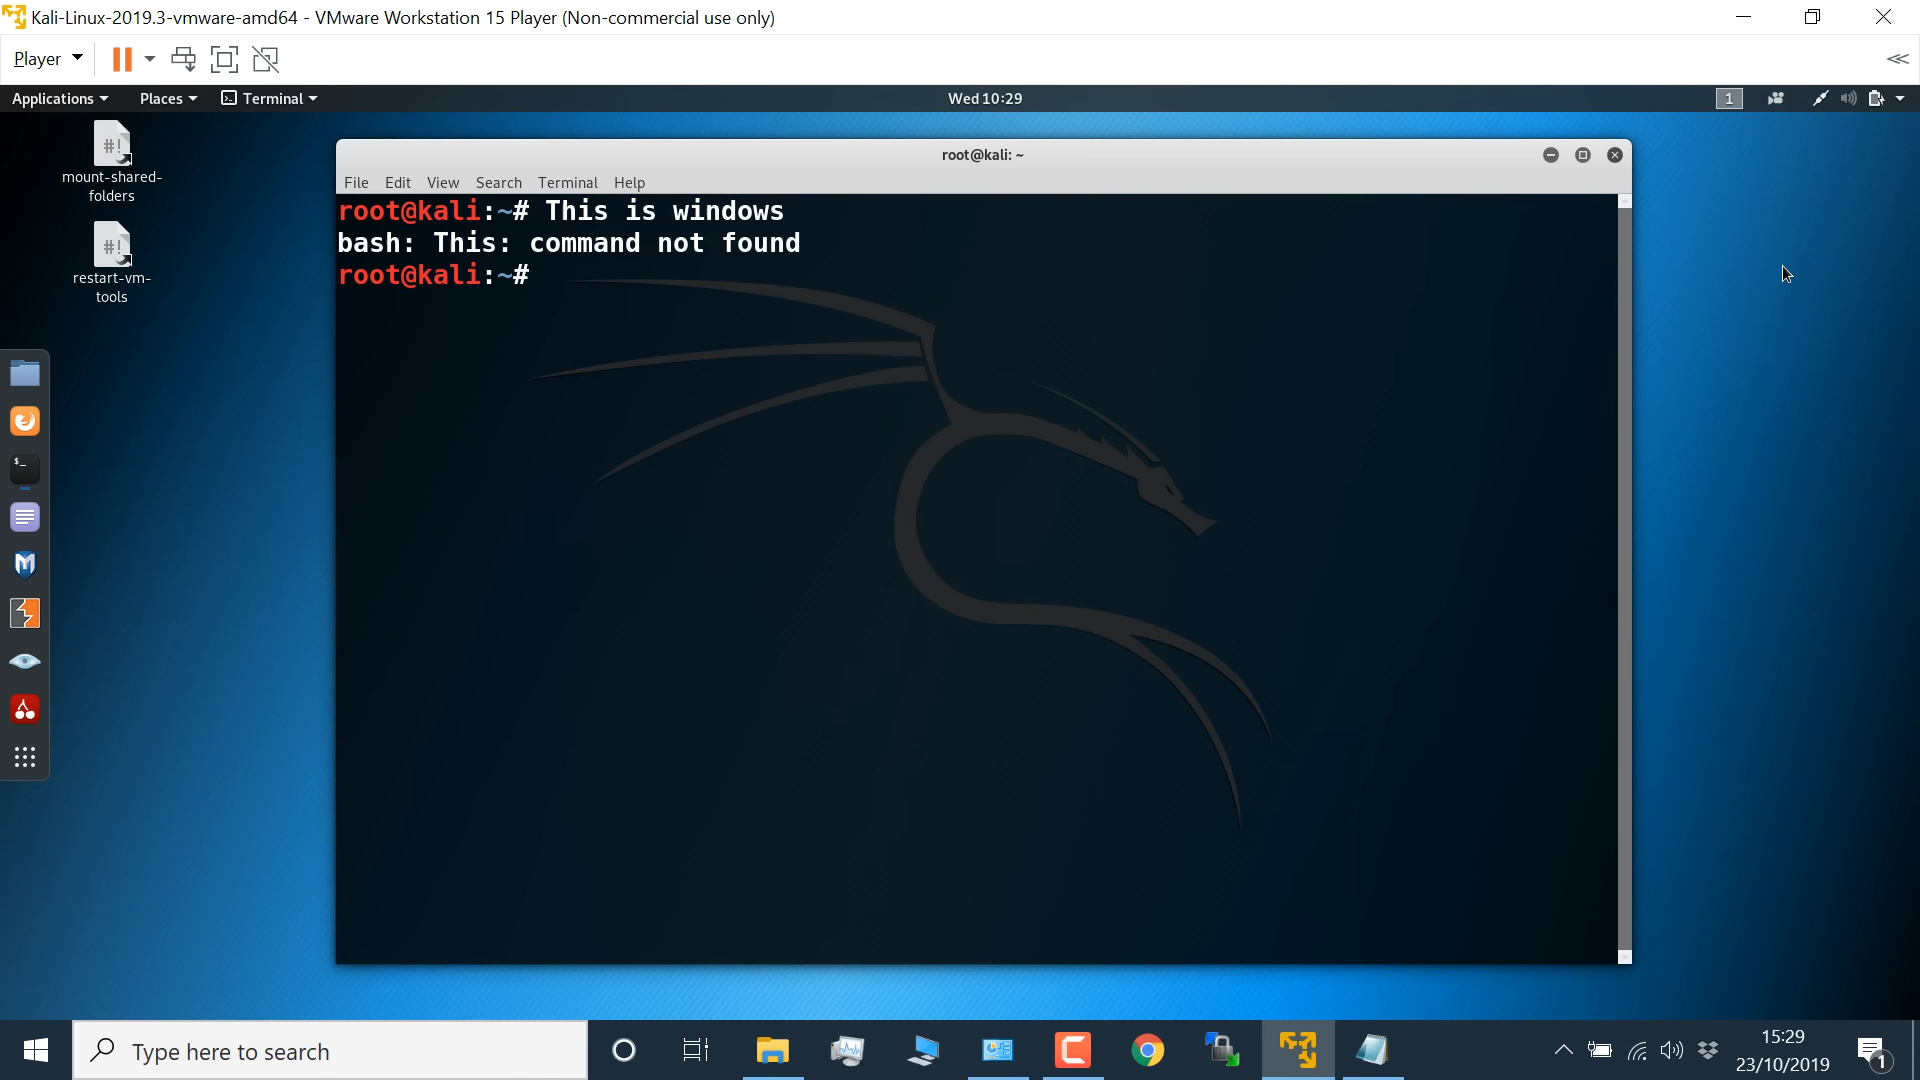 Kali-Linux-2019.3-vmware-amd64 - VMware Workstation 15 Player (Non-commercial use only)
Player
Applications Places Terminal Wed 10:29 1
mount-shared-
folders
restart-vm-
tools
root@kali: ~
File Edit View Search Terminal Help
root@kali:~# This is windows
bash: This: command not found
root@kali:~#
Type here to search
15:29
23/10/2019
1